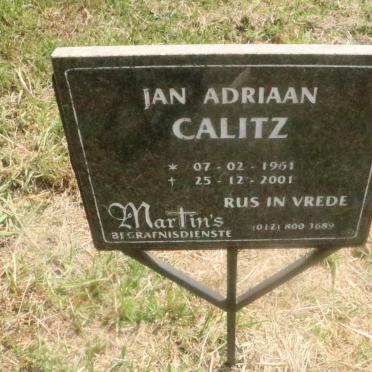 JAN ADRIAAN
CALITZ
* 07-02-1961
† 25-12-2001
RUS IN VREDE
Martin's
BEGRAFNISDIENSTE
(012) 800 3689